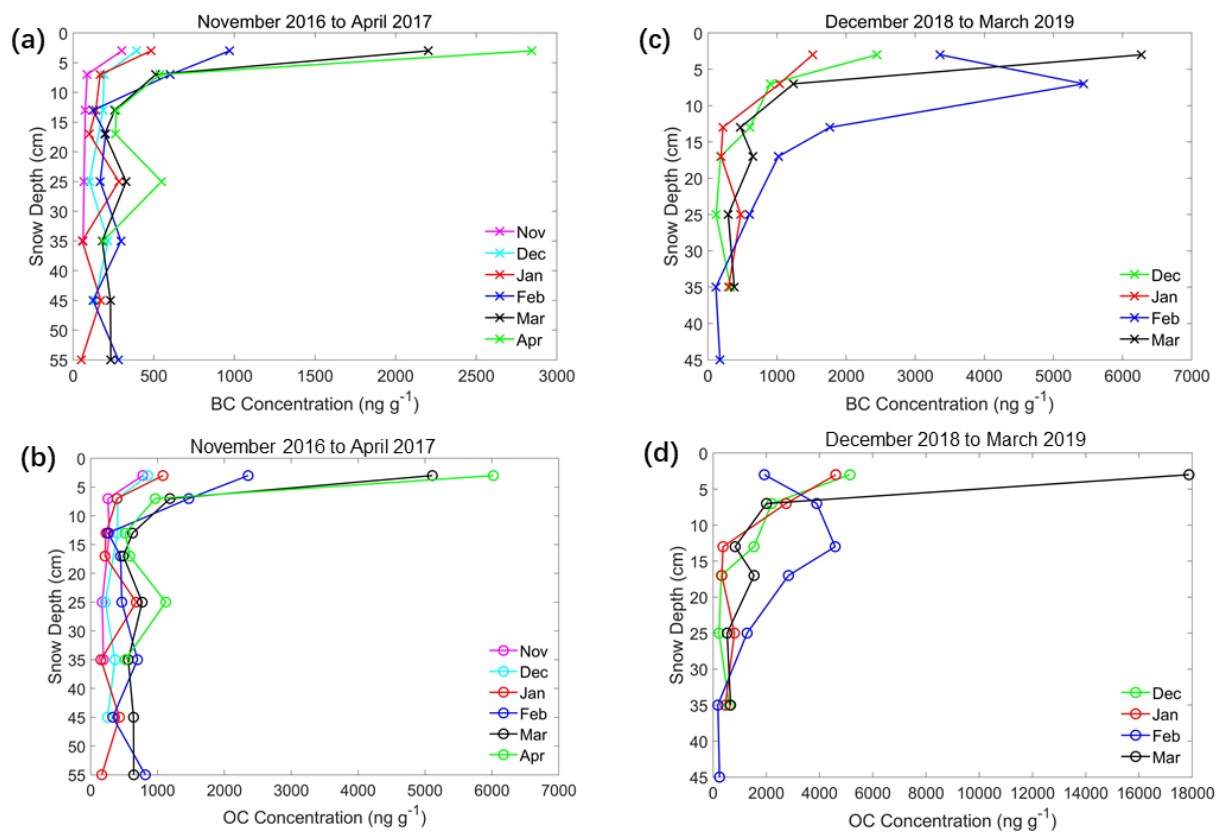 (a)
November 2016 to April 2017
0
5
10
15
20
25
30
35
40
45
50
55
Snow Depth (cm)
Nov
Dec
Jan
Feb
Mar
Apr
0 500 1000 1500 2000 2500 3000
BC Concentration (ng g⁻¹)
(c)
December 2018 to March 2019
0
5
10
15
20
25
30
35
40
45
Snow Depth (cm)
Dec
Jan
Feb
Mar
0 1000 2000 3000 4000 5000 6000 7000
BC Concentration (ng g⁻¹)
(b)
November 2016 to April 2017
0
5
10
15
20
25
30
35
40
45
50
55
Snow Depth (cm)
Nov
Dec
Jan
Feb
Mar
Apr
0 1000 2000 3000 4000 5000 6000 7000
OC Concentration (ng g⁻¹)
(d)
December 2018 to March 2019
0
5
10
15
20
25
30
35
40
45
Snow Depth (cm)
Dec
Jan
Feb
Mar
0 2000 4000 6000 8000 10000 12000 14000 16000 18000
OC Concentration (ng g⁻¹)